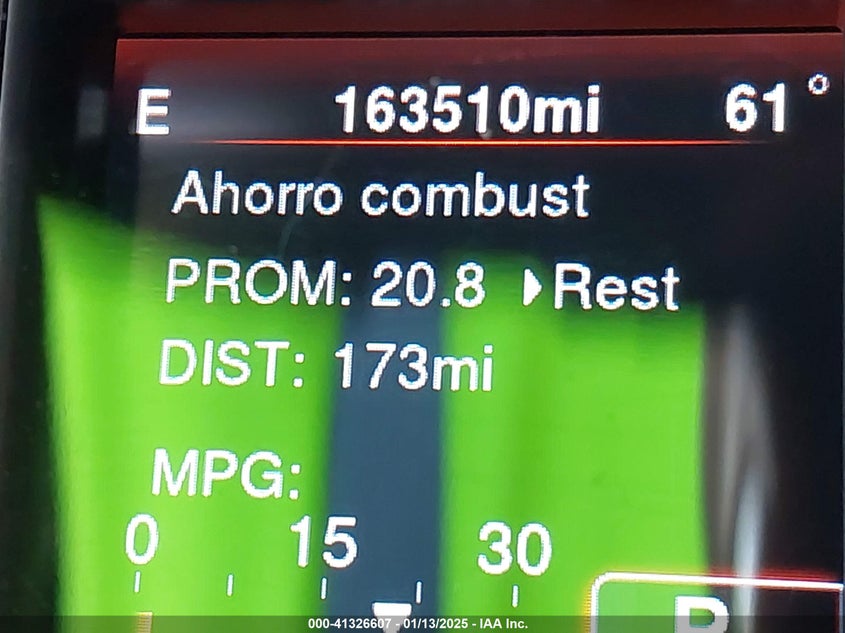 E 163510mi 61°
Ahorro combust
PROM: 20.8 ▶Rest
DIST: 173mi
MPG:
0 15 30
000-41326607 - 01/13/2025 - IAA Inc.